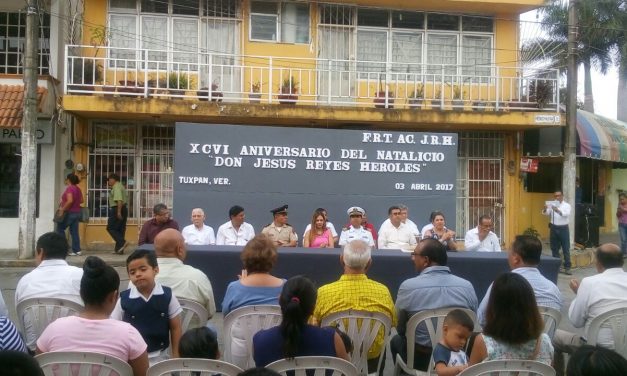 F.R.T. AC. J.R.H.
XCVI ANIVERSARIO DEL NATALICIO
"DON JESUS REYES HEROLES"
TUXPAN, VER.
03 ABRIL 2017